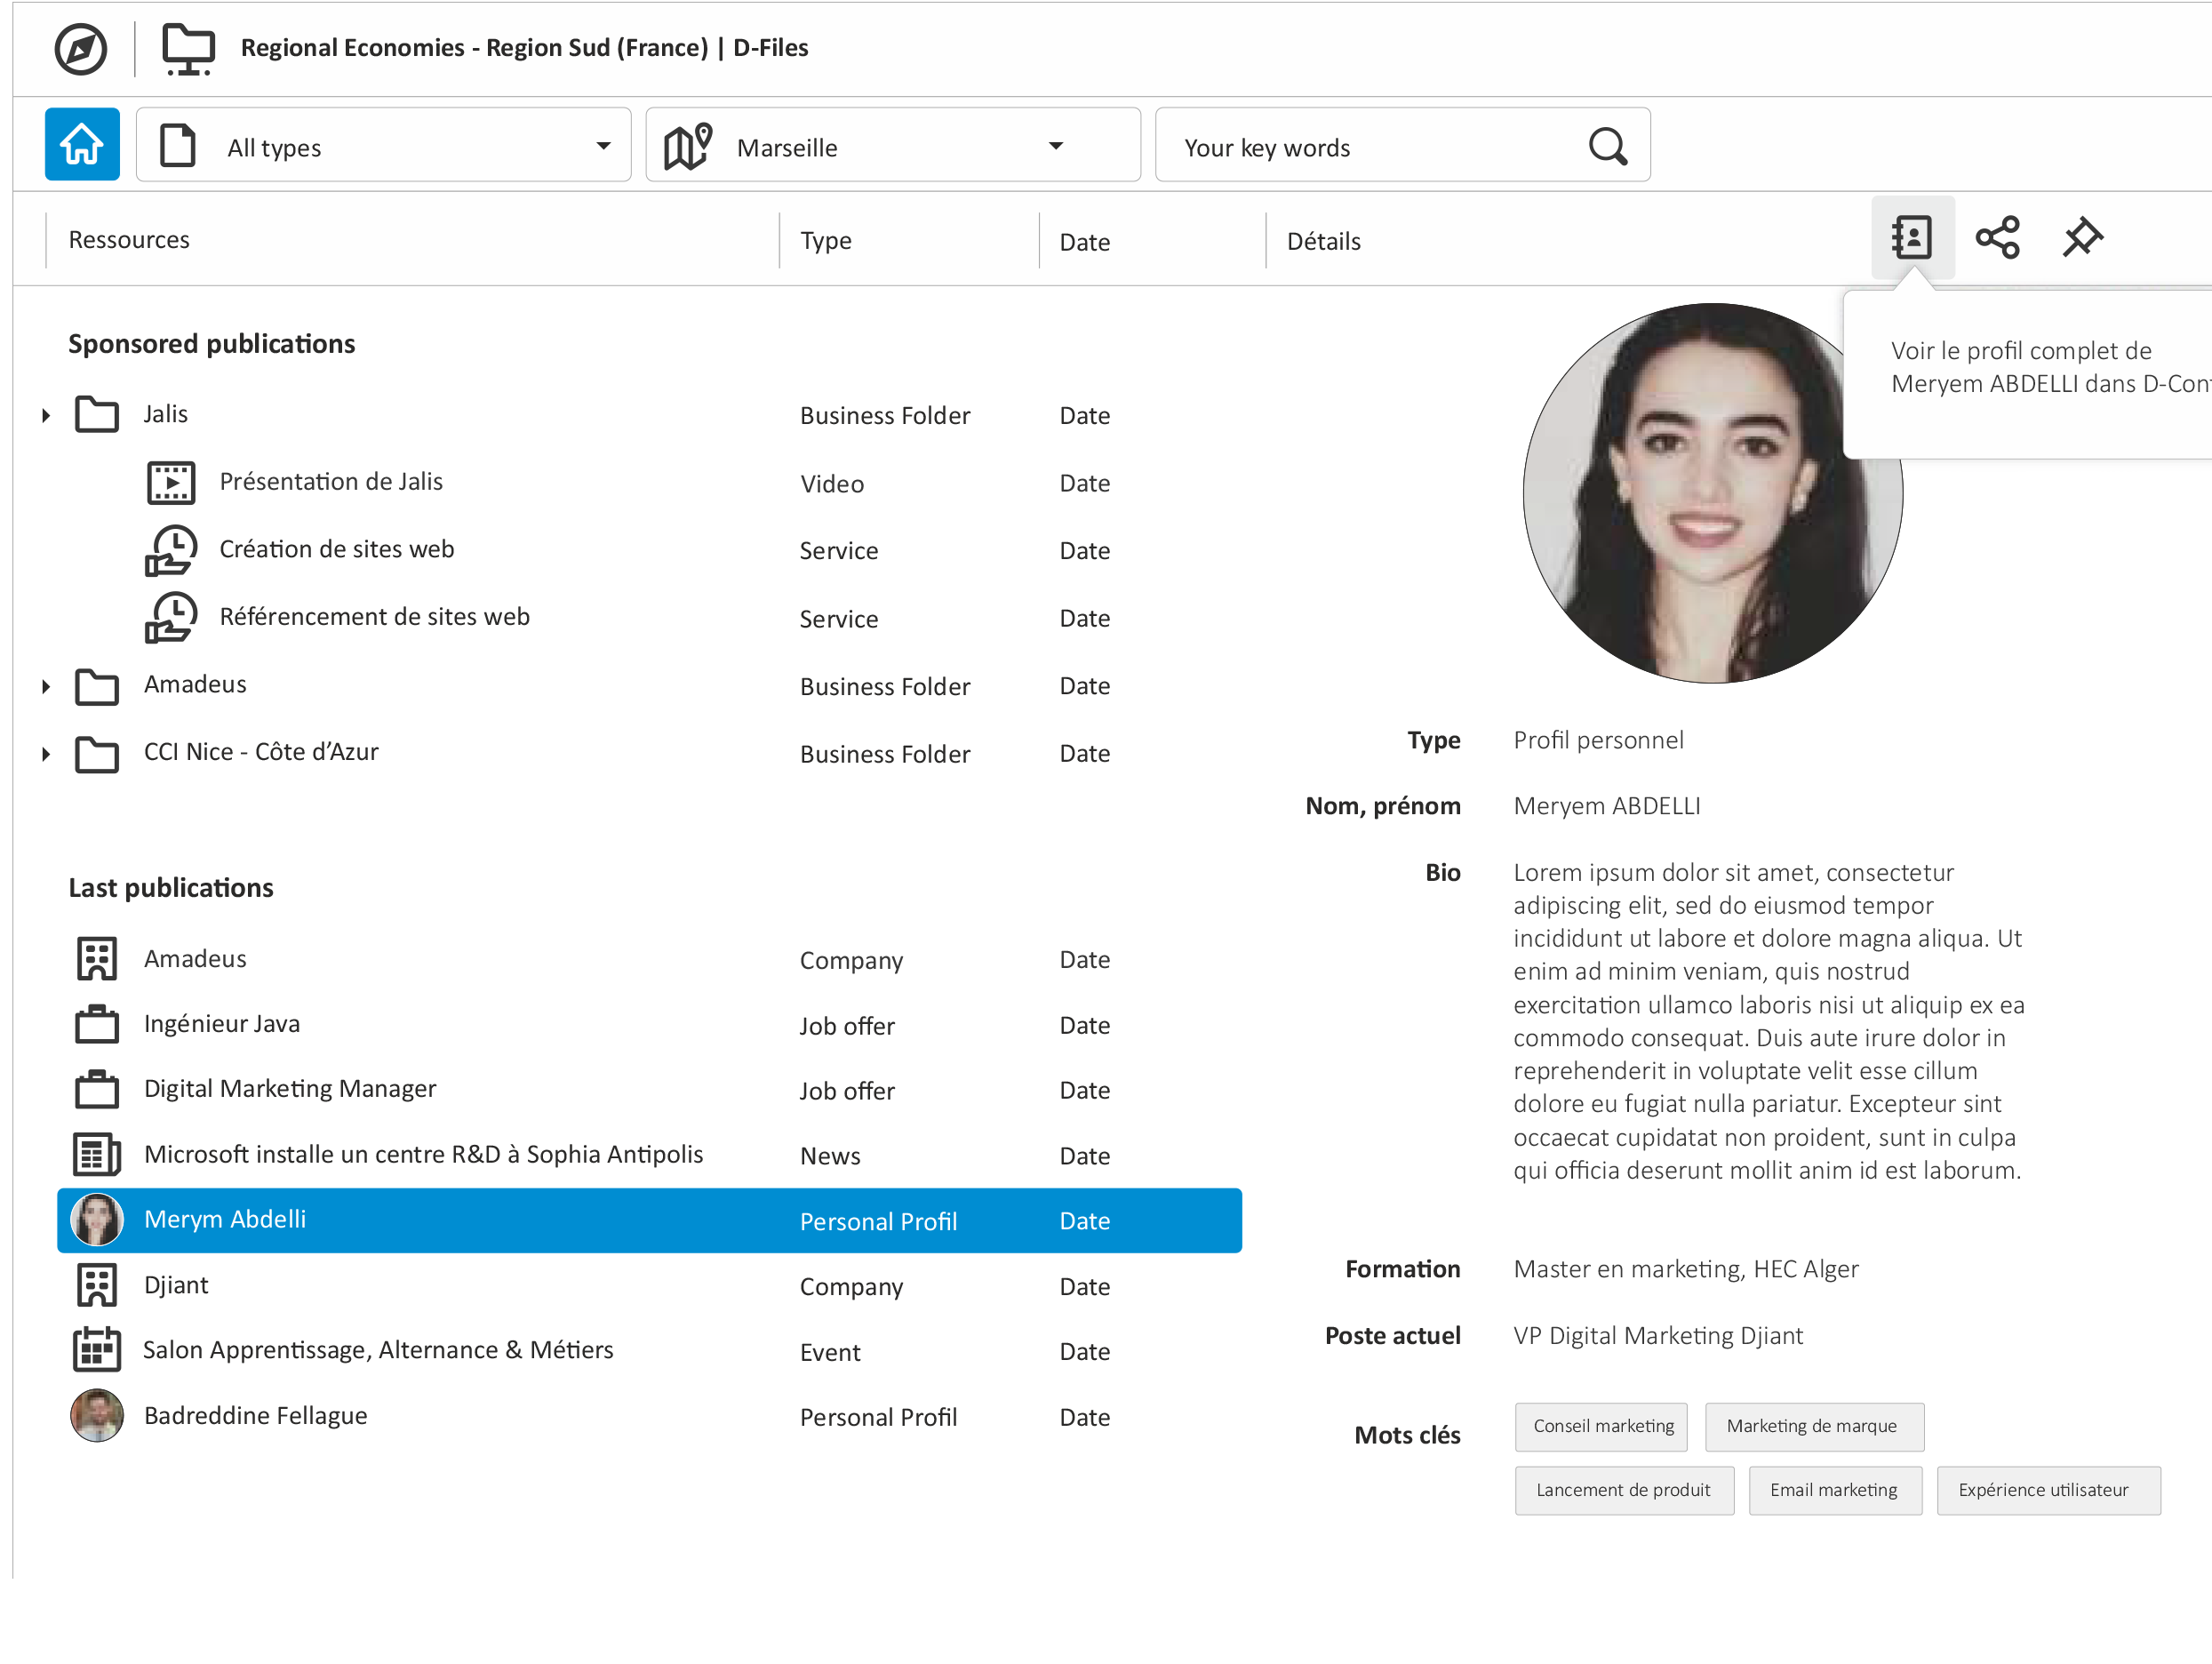 Regional Economies - Region Sud (France) | D-Files
All types
Marseille
Your key words
Ressources
Type
Date
Détails
Voir le profil complet de
Meryem ABDELLI dans
Sponsored publications
Jalis
Business Folder
Date
Présentation de Jalis
Video
Date
Création de sites web
Service
Date
Référencement de sites web
Service
Date
Amadeus
Business Folder
Date
CCI Nice - Côte d’Azur
Business Folder
Date
Last publications
Amadeus
Company
Date
Ingénieur Java
Job offer
Date
Digital Marketing Manager
Job offer
Date
Microsoft installe un centre R&D à Sophia Antipolis
News
Date
Merym Abdelli
Personal Profil
Date
Djiant
Company
Date
Salon Apprentissage, Alternance & Métiers
Event
Date
Badreddine Fellague
Personal Profil
Date
Type
Profil personnel
Nom, prénom
Meryem ABDELLI
Bio
Lorem ipsum dolor sit amet, consectetur
adipiscing elit, sed do eiusmod tempor
incididunt ut labore et dolore magna aliqua. Ut
enim ad minim veniam, quis nostrud
exercitation ullamco laboris nisi ut aliquip ex ea
commodo consequat. Duis aute irure dolor in
reprehenderit in voluptate velit esse cillum
dolore eu fugiat nulla pariatur. Excepteur sint
occaecat cupidatat non proident, sunt in culpa
qui officia deserunt mollit anim id est laborum.
Formation
Master en marketing, HEC Alger
Poste actuel
VP Digital Marketing Djiant
Mots clés
Conseil marketing
Marketing de marque
Lancement de produit
Email marketing
Expérience utilisateur